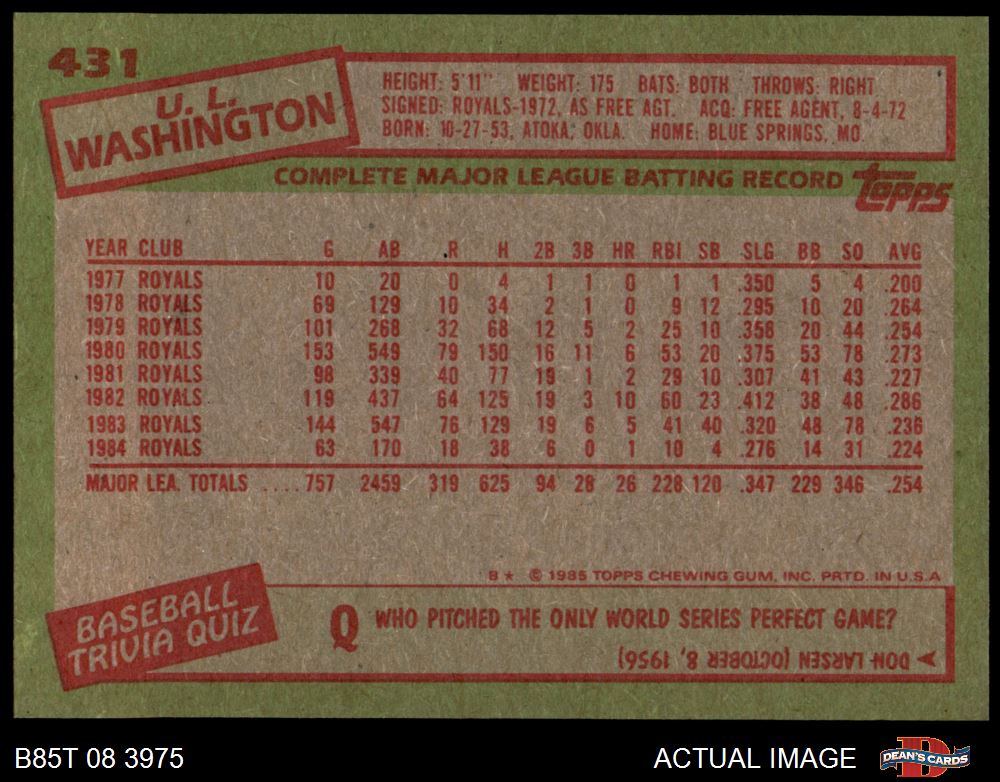 431
U. L.
WASHINGTON
HEIGHT: 5'11" WEIGHT: 175 BATS: BOTH THROWS: RIGHT
SIGNED: ROYALS-1972, AS FREE AGT. ACQ: FREE AGENT, 8-4-72
BORN: 10-27-53, ATOKA, OKLA. HOME: BLUE SPRINGS, MO.
COMPLETE MAJOR LEAGUE BATTING RECORD topps
YEAR CLUB G AB R H 2B 3B HR RBI SB SLG BB SO AVG
1977 ROYALS 10 20 0 4 1 1 0 1 1 .350 5 4 .200
1978 ROYALS 69 129 10 34 2 1 0 9 12 .295 10 20 .264
1979 ROYALS 101 268 32 68 12 5 2 25 10 .358 20 44 .254
1980 ROYALS 153 549 79 150 16 11 6 53 20 .375 53 78 .273
1981 ROYALS 98 339 40 77 19 1 2 29 10 .307 41 43 .227
1982 ROYALS 119 437 64 125 19 3 10 60 23 .412 38 48 .286
1983 ROYALS 144 547 76 129 19 6 5 41 40 .320 48 78 .236
1984 ROYALS 63 170 18 38 6 0 1 10 4 .276 14 31 .224
MAJOR LEA. TOTALS ....757 2459 319 625 94 28 26 228 120 .347 229 346 .254
B★ © 1985 TOPPS CHEWING GUM, INC. PRTD. IN U.S.A
BASEBALL
TRIVIA QUIZ
Q WHO PITCHED THE ONLY WORLD SERIES PERFECT GAME?
DON LARSEN (OCTOBER 8, 1956)
B85T 08 3975 ACTUAL IMAGE DEAN'S CARDS